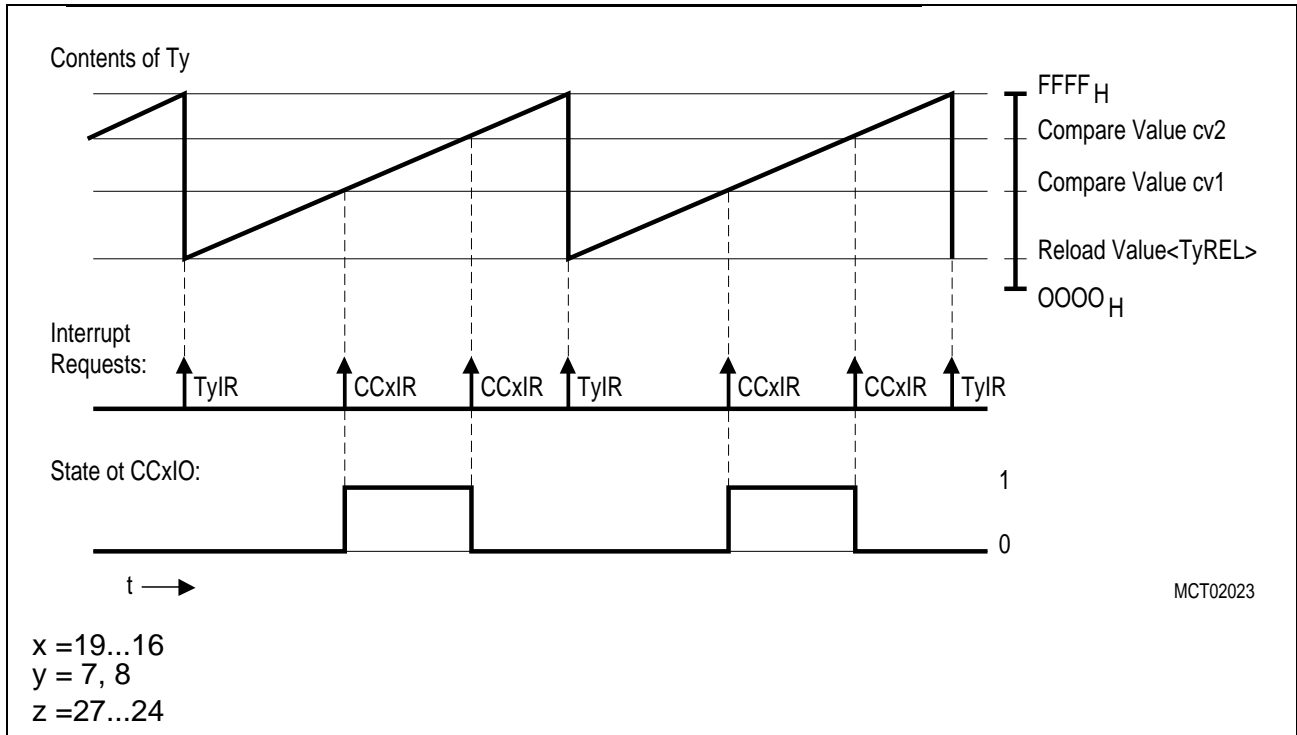 Contents of Ty
FFFF H
Compare Value cv2
Compare Value cv1
Reload Value<TyREL>
OOOO H
Interrupt
Requests:
TyIR CCxIR CCxIR TyIR CCxIR CCxIR TyIR
State ot CCxIO:
1
0
t
MCT02023
x =19...16
y = 7, 8
z =27...24